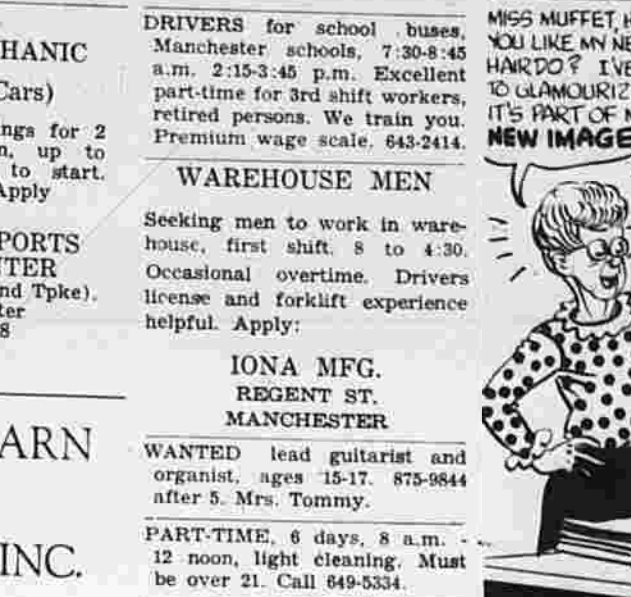 HANIC
Cars)
ngs for 2
n, up to
to start.
Apply
PORTS
TER
nd Tpke).
ter
8
ARN
INC.
DRIVERS for school buses,
Manchester schools, 7:30-8:45
a.m. 2:15-3:45 p.m. Excellent
part-time for 3rd shift workers,
retired persons. We train you.
Premium wage scale. 643-2414.
WAREHOUSE MEN
Seeking men to work in ware-
house, first shift. 8 to 4:30.
Occasional overtime. Drivers
license and forklift experience
helpful. Apply:
IONA MFG.
REGENT ST.
MANCHESTER
WANTED lead guitarist and
organist, ages 15-17. 875-9844
after 5. Mrs. Tommy.
PART-TIME, 6 days, 8 a.m. -
12 noon, light cleaning. Must
be over 21. Call 649-5334.
MISS MUFFET, H
YOU LIKE MY NE
HAIRDO? I'VE
TO GLAMOURIZ
IT'S PART OF M
NEW IMAGE